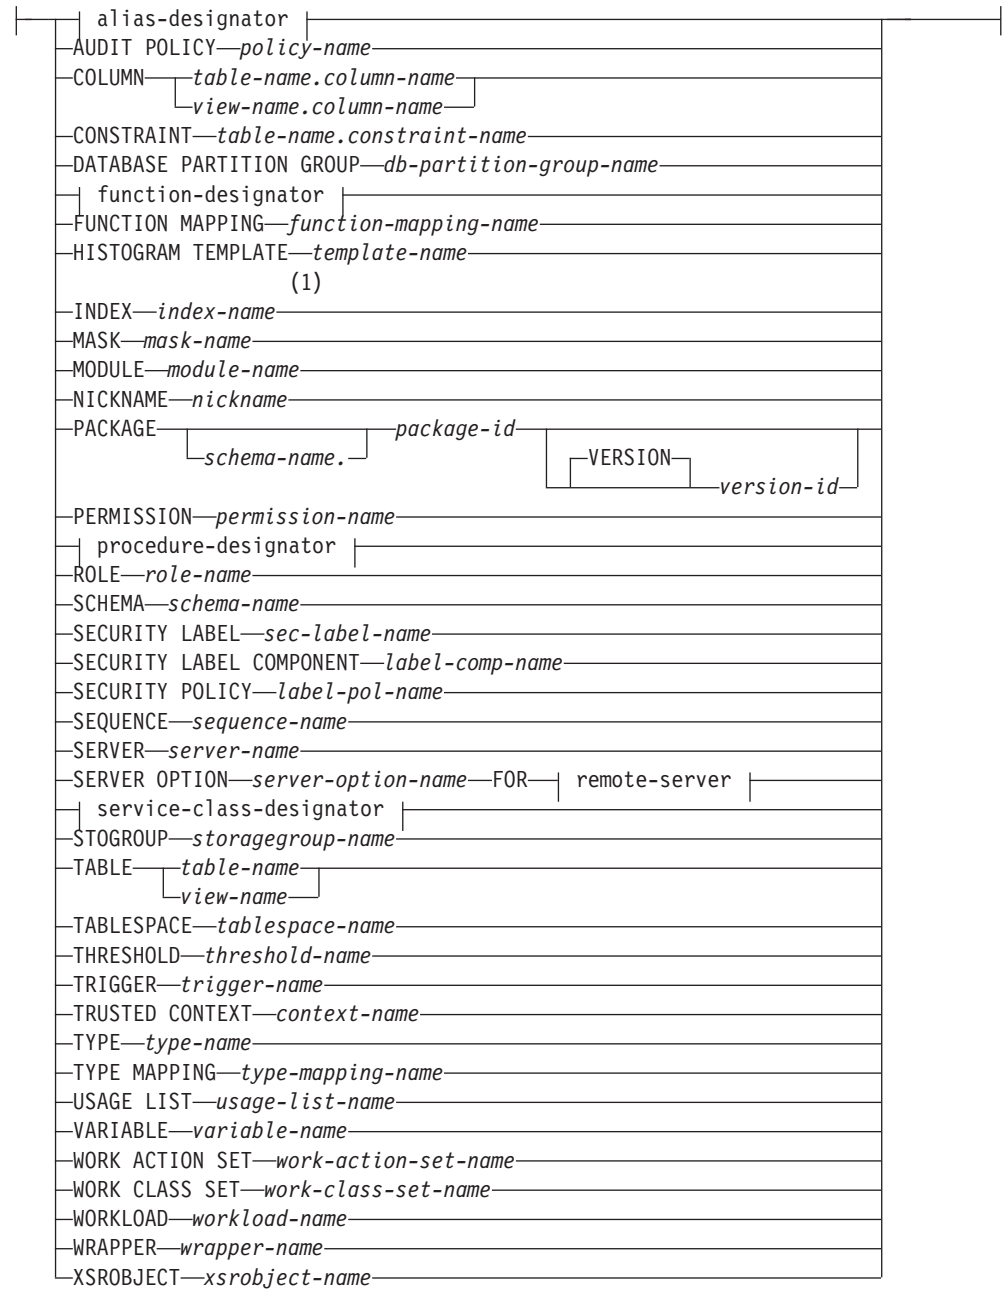 alias-designator
AUDIT POLICY policy-name
COLUMN table-name.column-name
view-name.column-name
CONSTRAINT table-name.constraint-name
DATABASE PARTITION GROUP db-partition-group-name
function-designator
FUNCTION MAPPING function-mapping-name
HISTOGRAM TEMPLATE template-name
(1)
INDEX index-name
MASK mask-name
MODULE module-name
NICKNAME nickname
PACKAGE package-id
schema-name. VERSION
version-id
PERMISSION permission-name
procedure-designator
ROLE role-name
SCHEMA schema-name
SECURITY LABEL sec-label-name
SECURITY LABEL COMPONENT label-comp-name
SECURITY POLICY label-pol-name
SEQUENCE sequence-name
SERVER server-name
SERVER OPTION server-option-name FOR remote-server
service-class-designator
STOGROUP storagegroup-name
TABLE table-name
view-name
TABLESPACE tablespace-name
THRESHOLD threshold-name
TRIGGER trigger-name
TRUSTED CONTEXT context-name
TYPE type-name
TYPE MAPPING type-mapping-name
USAGE LIST usage-list-name
VARIABLE variable-name
WORK ACTION SET work-action-set-name
WORK CLASS SET work-class-set-name
WORKLOAD workload-name
WRAPPER wrapper-name
XSROBJECT xsrobject-name